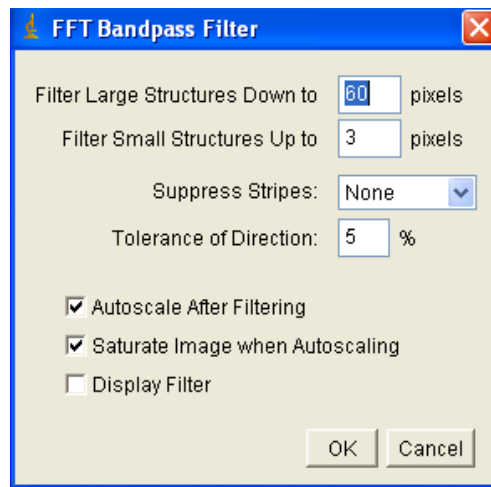 FFT Bandpass Filter
Filter Large Structures Down to 60 pixels
Filter Small Structures Up to 3 pixels
Suppress Stripes: None
Tolerance of Direction: 5 %
Autoscale After Filtering
Saturate Image when Autoscaling
Display Filter
OK Cancel